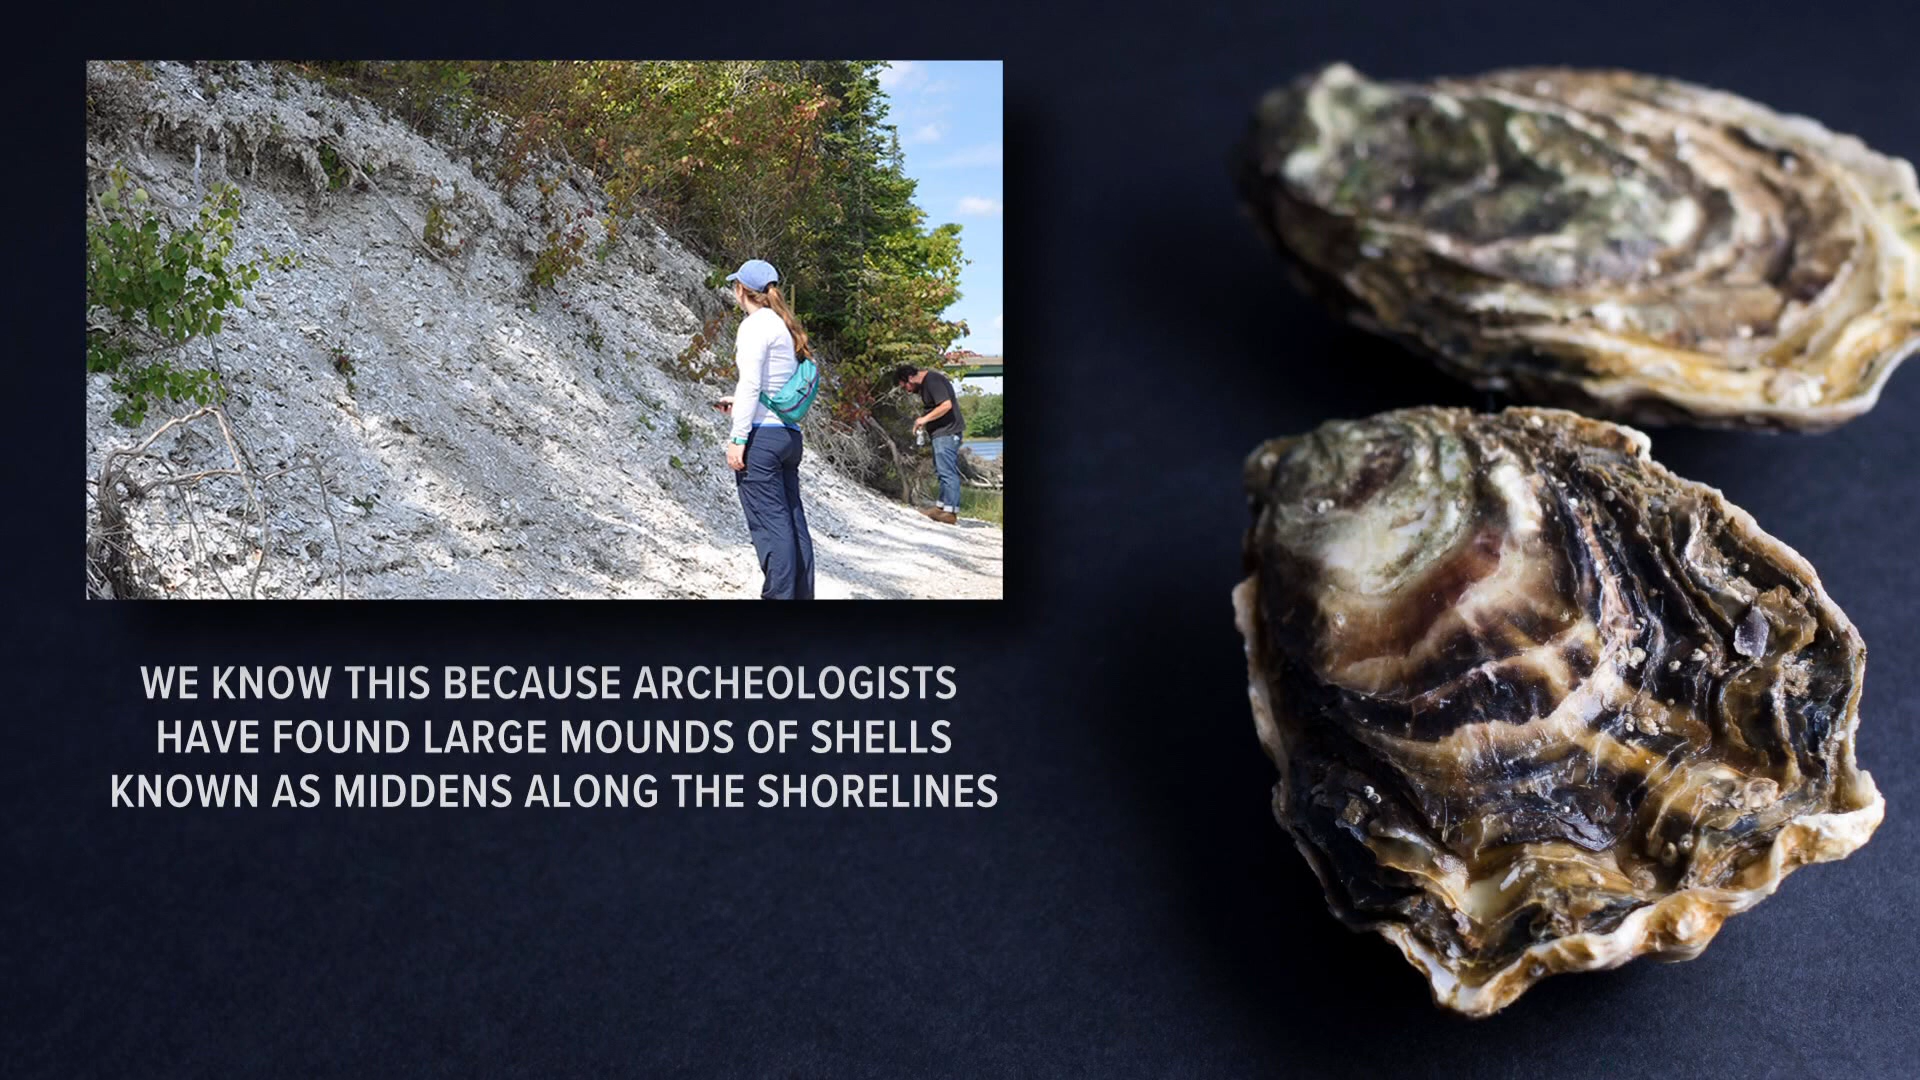 WE KNOW THIS BECAUSE ARCHEOLOGISTS
HAVE FOUND LARGE MOUNDS OF SHELLS
KNOWN AS MIDDENS ALONG THE SHORELINES